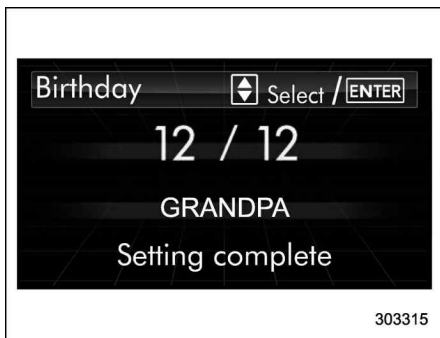 Birthday Select / ENTER
12 / 12
GRANDPA
Setting complete
303315